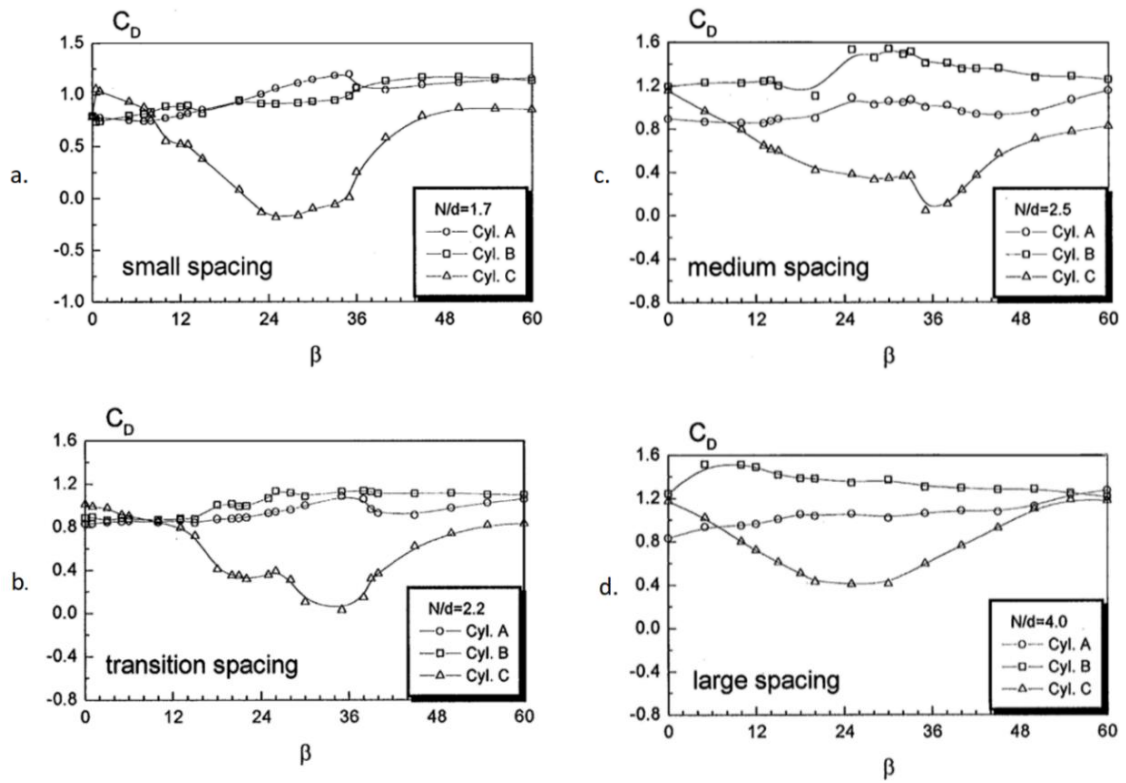 a.
C_D
1.5
1.0
0.5
0.0
-0.5
-1.0
N/d=1.7
Cyl. A
Cyl. B
Cyl. C
small spacing
0 12 24 36 48 60
β
c.
C_D
1.6
1.2
0.8
0.4
0.0
-0.4
-0.8
N/d=2.5
Cyl. A
Cyl. B
Cyl. C
medium spacing
0 12 24 36 48 60
β
b.
C_D
1.6
1.2
0.8
0.4
0.0
-0.4
-0.8
N/d=2.2
Cyl. A
Cyl. B
Cyl. C
transition spacing
0 12 24 36 48 60
β
d.
C_D
1.6
1.2
0.8
0.4
0.0
-0.4
-0.8
N/d=4.0
Cyl. A
Cyl. B
Cyl. C
large spacing
0 12 24 36 48 60
β